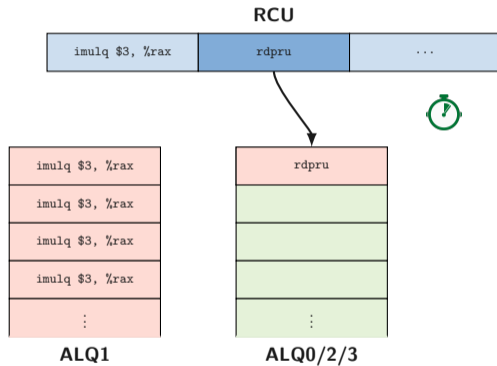 RCU
imulq $3, %rax
rdpru
...
imulq $3, %rax
rdpru
imulq $3, %rax
imulq $3, %rax
imulq $3, %rax
⋮
⋮
ALQ1
ALQ0/2/3